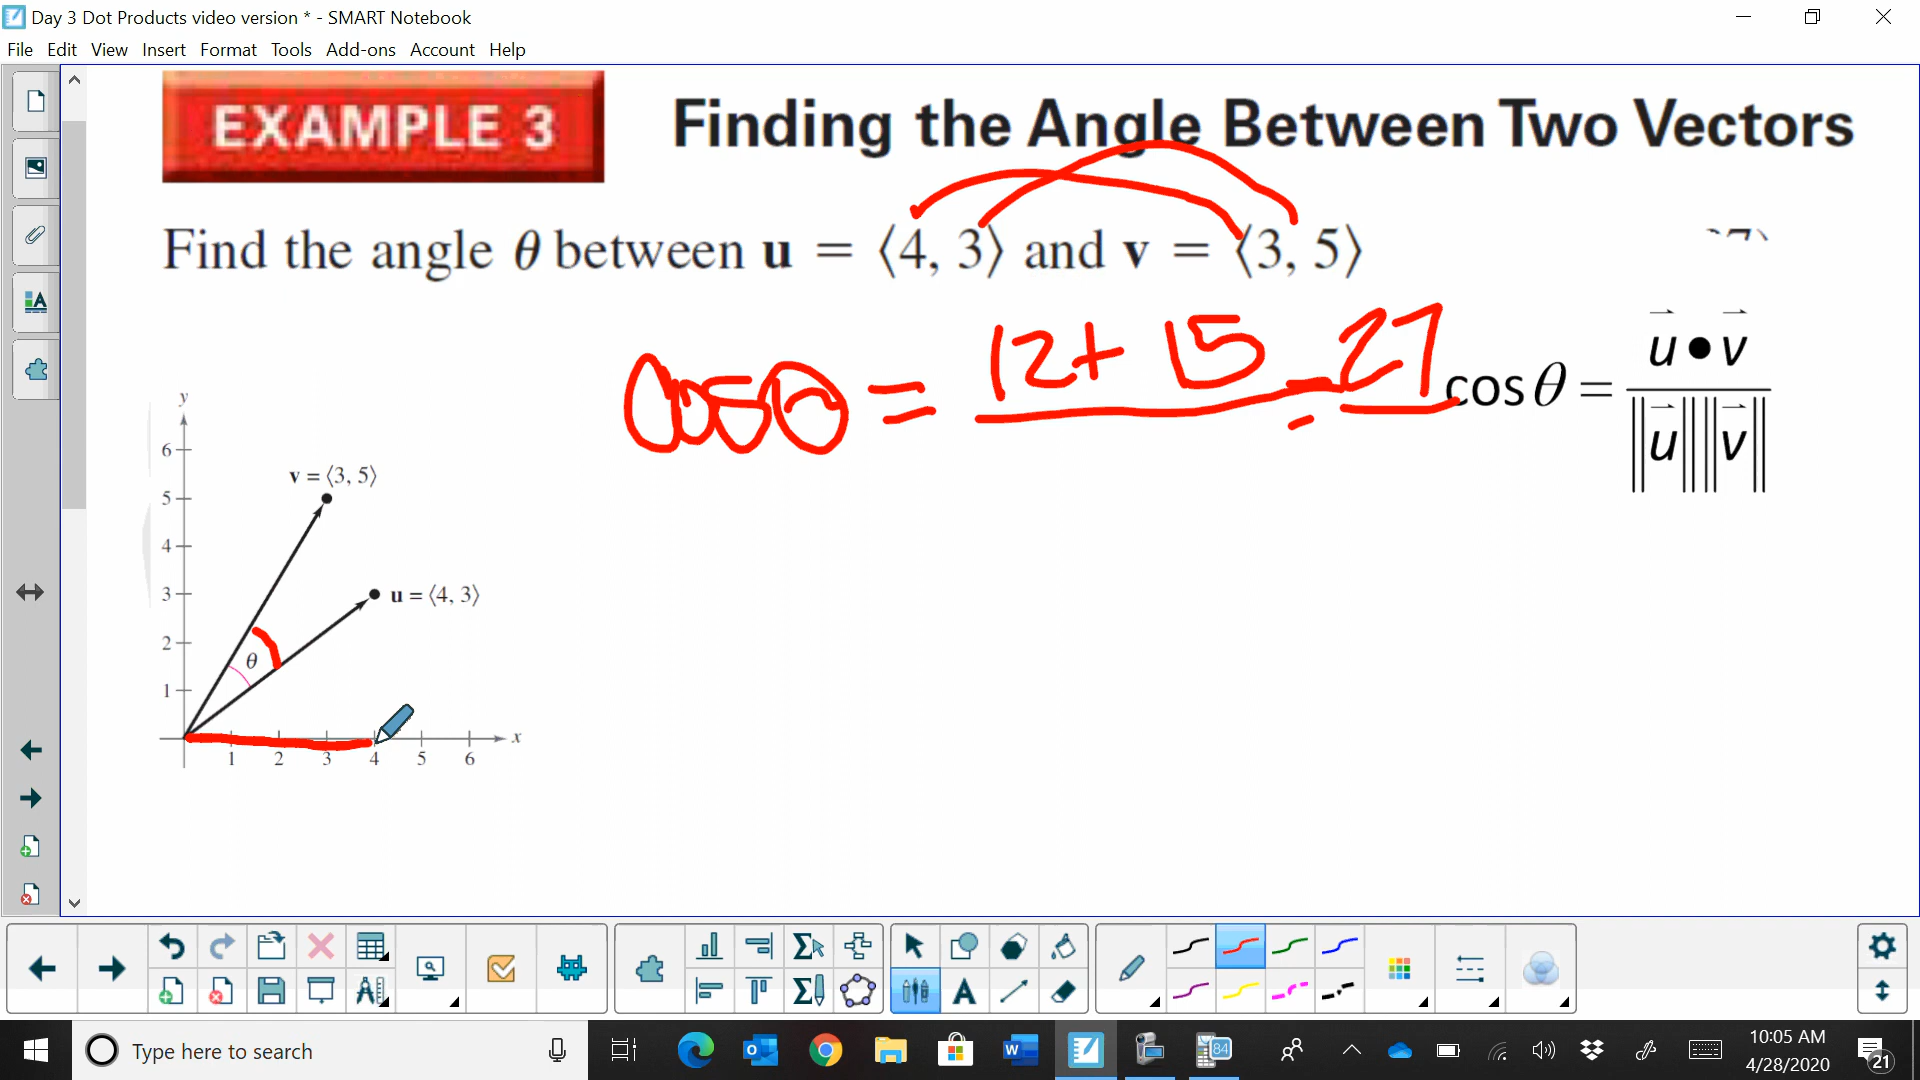 Day 3 Dot Products video version * - SMART Notebook
File Edit View Insert Format Tools Add-ons Account Help
EXAMPLE 3 Finding the Angle Between Two Vectors
Find the angle θ between u = ⟨4, 3⟩ and v = ⟨3, 5⟩
cosθ = 12 + 15 = 27
cosθ = u • v
||u|| ||v||
y
6
v = ⟨3, 5⟩
5
4
3
u = ⟨4, 3⟩
2
θ
1
x
1 2 3 4 5 6
Type here to search
84
10:05 AM
4/28/2020
21